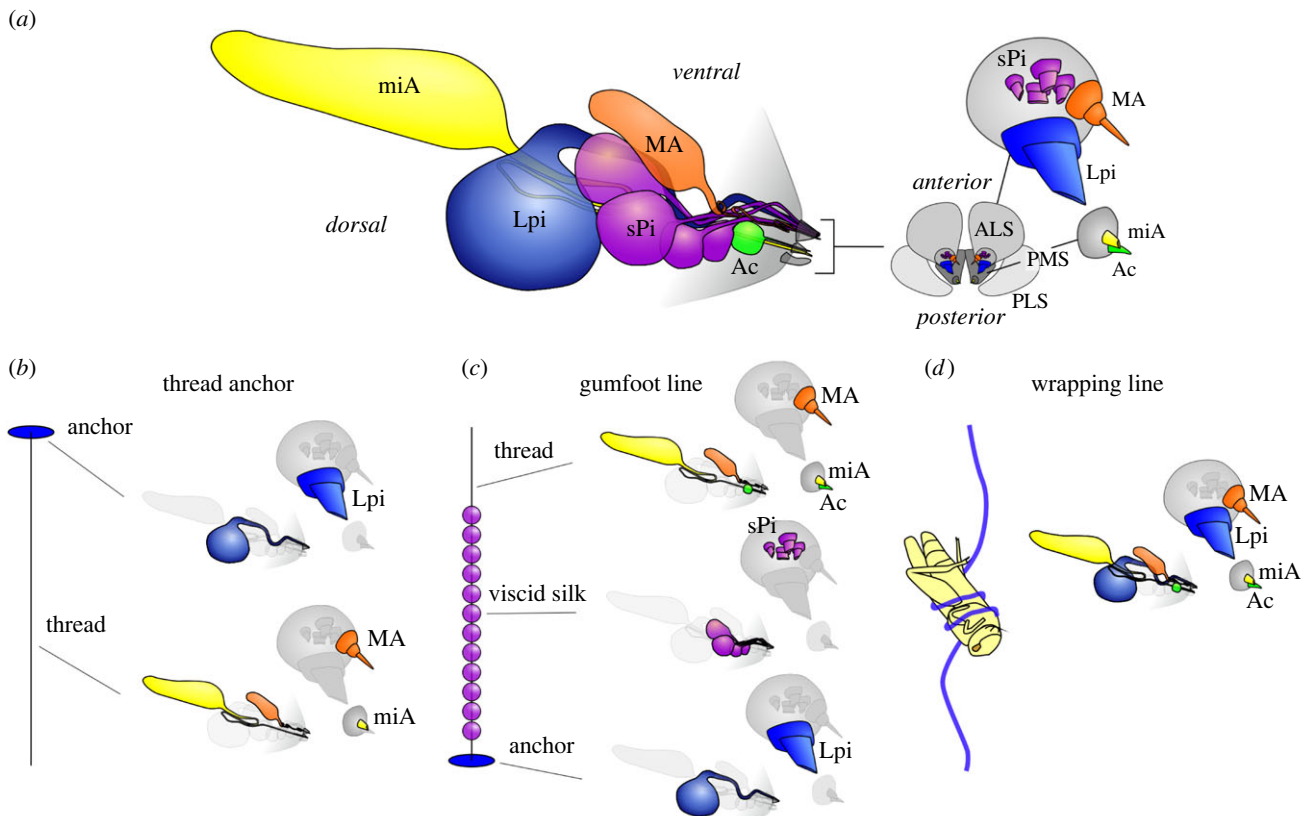 (a)
miA
ventral
MA
dorsal
Lpi
sPi
Ac
sPi
MA
Lpi
anterior
ALS
miA
PMS
Ac
PLS
posterior
(b)
thread anchor
anchor
Lpi
thread
MA
miA
(c)
gumfoot line
MA
thread
miA
Ac
sPi
viscid silk
Lpi
anchor
(d)
wrapping line
MA
Lpi
miA
Ac